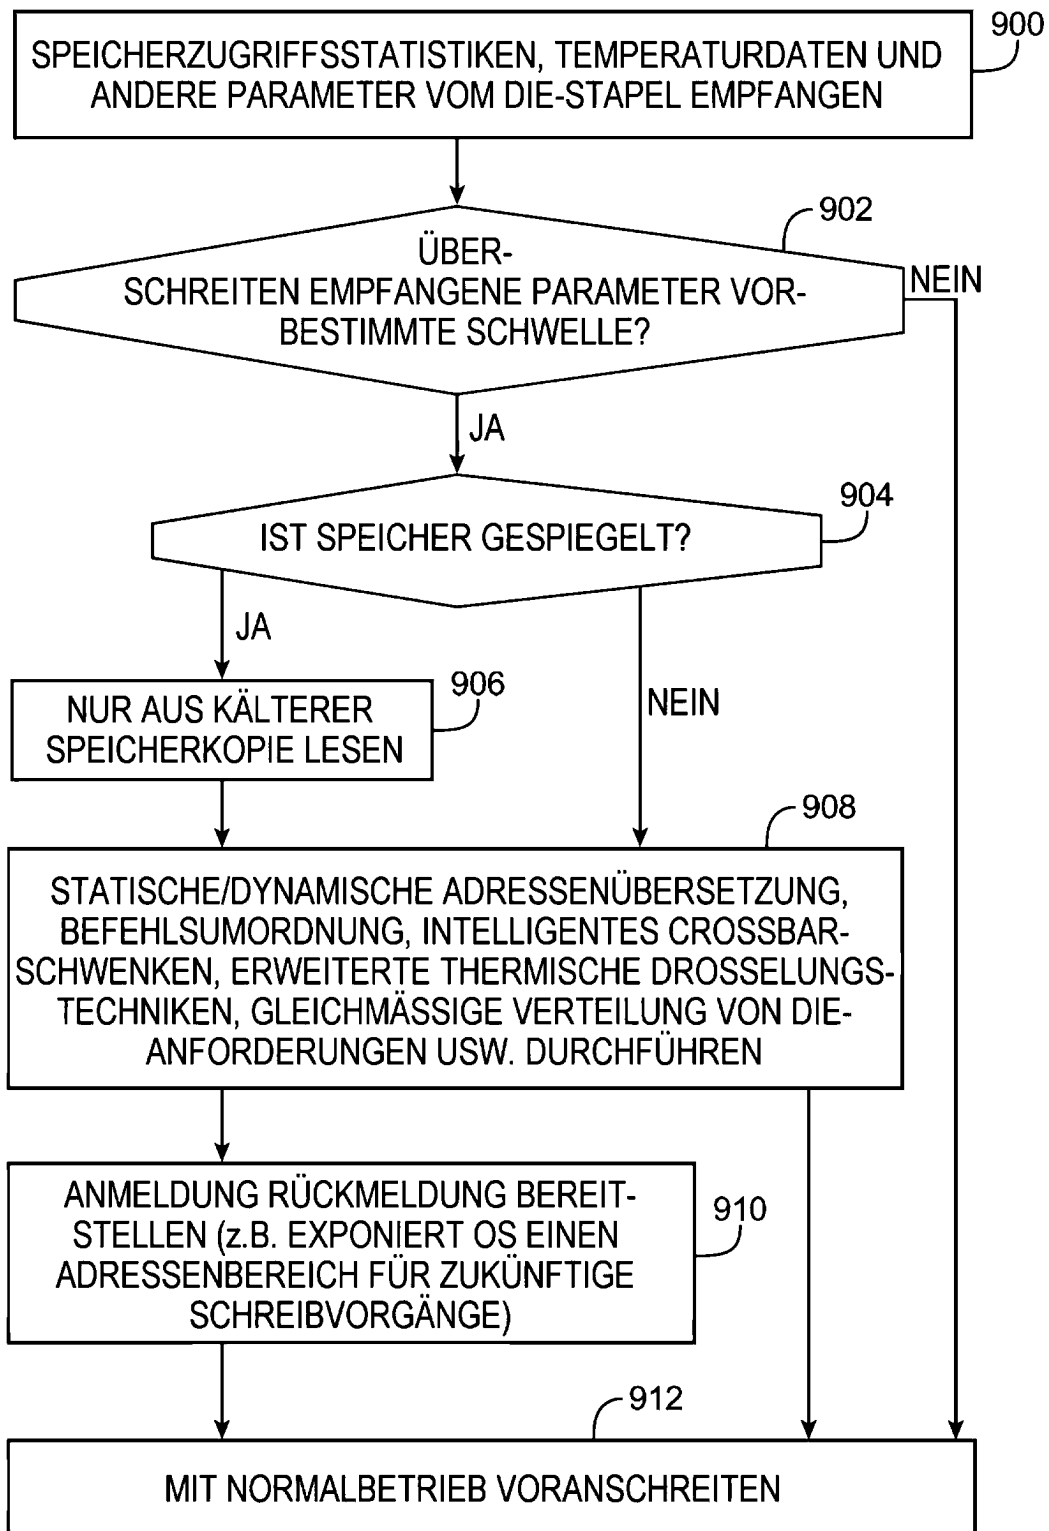 900
SPEICHERZUGRIFFSSTATISTIKEN, TEMPERATURDATEN UND
ANDERE PARAMETER VOM DIE-STAPEL EMPFANGEN
902
ÜBER-
SCHREITEN EMPFANGENE PARAMETER VOR-
BESTIMMTE SCHWELLE?
NEIN
JA
904
IST SPEICHER GESPIEGELT?
JA
NEIN
906
NUR AUS KÄLTERER
SPEICHERKOPIE LESEN
908
STATISCHE/DYNAMISCHE ADRESSENÜBERSETZUNG,
BEFEHLSUMORDNUNG, INTELLIGENTES CROSSBAR-
SCHWENKEN, ERWEITERTE THERMISCHE DROSSELUNGS-
TECHNIKEN, GLEICHMÄSSIGE VERTEILUNG VON DIE-
ANFORDERUNGEN USW. DURCHFÜHREN
910
ANMELDUNG RÜCKMELDUNG BEREIT-
STELLEN (z.B. EXPONIERT OS EINEN
ADRESSENBEREICH FÜR ZUKÜNFTIGE
SCHREIBVORGÄNGE)
912
MIT NORMALBETRIEB VORANSCHREITEN